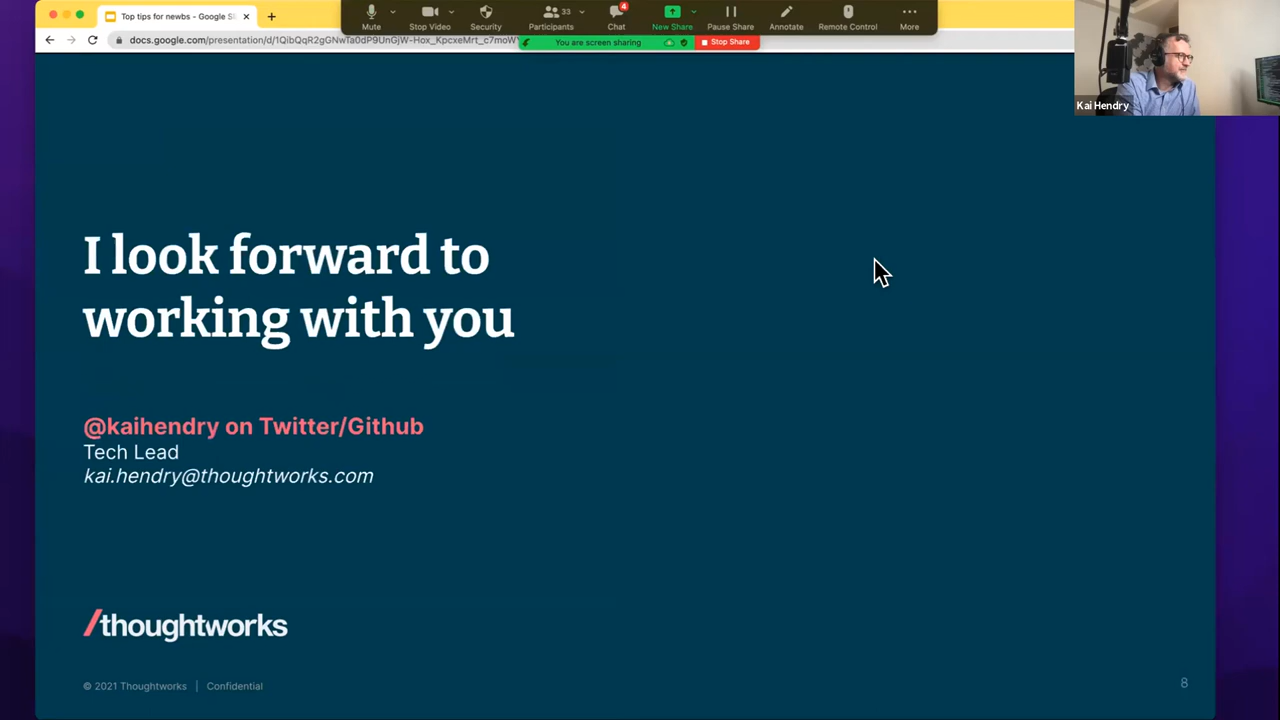 Top tips for newbs - Google Sl
docs.google.com/presentation/d/1QibQqR2gGNwTa0dP9UnGjW-Hox_KpcxeMrt_c7moW
Mute
Stop Video
Security
33
Participants
4
Chat
New Share
Pause Share
Annotate
Remote Control
More
You are screen sharing
Stop Share
Kai Hendry
I look forward to
working with you
@kaihendry on Twitter/Github
Tech Lead
kai.hendry@thoughtworks.com
/thoughtworks
© 2021 Thoughtworks | Confidential
8